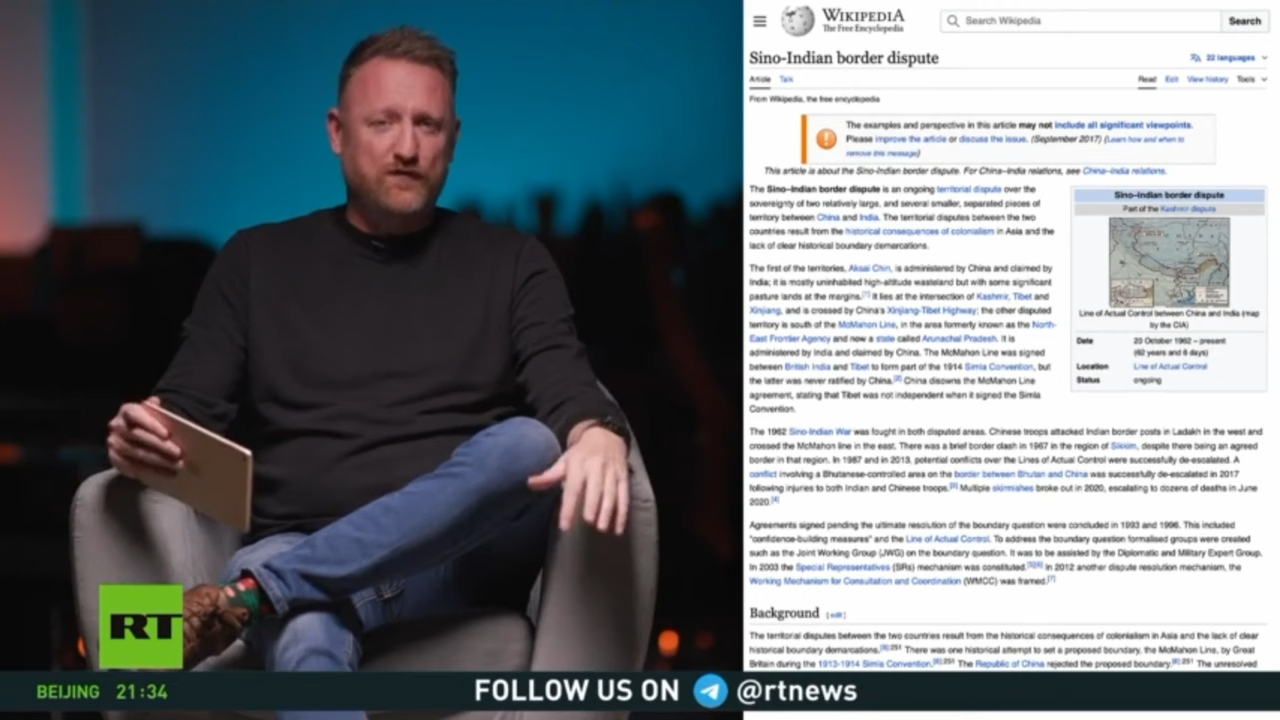 WIKIPEDIA
The Free Encyclopedia
Search Wikipedia
Search
Sino-Indian border dispute
22 languages
Article Talk
Read Edit View history Tools
From Wikipedia, the free encyclopedia
The examples and perspective in this article may not include all significant viewpoints.
Please improve the article or discuss the issue. (September 2017) (Learn how and when to
remove this message)
This article is about the Sino-Indian border dispute. For China–India relations, see China–India relations.
The Sino–Indian border dispute is an ongoing territorial dispute over the
sovereignty of two relatively large, and several smaller, separated pieces of
territory between China and India. The territorial disputes between the two
countries result from the historical consequences of colonialism in Asia and the
lack of clear historical boundary demarcations.
The first of the territories, Aksai Chin, is administered by China and claimed by
India; it is mostly uninhabited high-altitude wasteland but with some significant
pasture lands at the margins.[1] It lies at the intersection of Kashmir, Tibet and
Xinjiang, and is crossed by China's Xinjiang-Tibet Highway; the other disputed
territory is south of the McMahon Line, in the area formerly known as the North-
East Frontier Agency and now a state called Arunachal Pradesh. It is
administered by India and claimed by China. The McMahon Line was signed
between British India and Tibet to form part of the 1914 Simla Convention, but
the latter was never ratified by China.[2] China disowns the McMahon Line
agreement, stating that Tibet was not independent when it signed the Simla
Convention.
Sino–Indian border dispute
Part of the Kashmir dispute
Line of Actual Control between China and India (map
by the CIA)
Date 20 October 1962 – present
(62 years and 6 days)
Location Line of Actual Control
Status ongoing
The 1962 Sino-Indian War was fought in both disputed areas. Chinese troops attacked Indian border posts in Ladakh in the west and
crossed the McMahon line in the east. There was a brief border clash in 1967 in the region of Sikkim, despite there being an agreed
border in that region. In 1987 and in 2013, potential conflicts over the Lines of Actual Control were successfully de-escalated. A
conflict involving a Bhutanese-controlled area on the border between Bhutan and China was successfully de-escalated in 2017
following injuries to both Indian and Chinese troops.[3] Multiple skirmishes broke out in 2020, escalating to dozens of deaths in June
2020.[4]
Agreements signed pending the ultimate resolution of the boundary question were concluded in 1993 and 1996. This included
"confidence-building measures" and the Line of Actual Control. To address the boundary question formalised groups were created
such as the Joint Working Group (JWG) on the boundary question. It was to be assisted by the Diplomatic and Military Expert Group.
In 2003 the Special Representatives (SRs) mechanism was constituted.[5][6] In 2012 another dispute resolution mechanism, the
Working Mechanism for Consultation and Coordination (WMCC) was framed.[7]
Background [edit]
The territorial disputes between the two countries result from the historical consequences of colonialism in Asia and the lack of clear
historical boundary demarcations.[8]:251 There was one historical attempt to set a proposed boundary, the McMahon Line, by Great
Britain during the 1913-1914 Simla Convention.[8]:251 The Republic of China rejected the proposed boundary.[8]:251 The unresolved
RT
BEIJING 21:34
FOLLOW US ON @rtnews